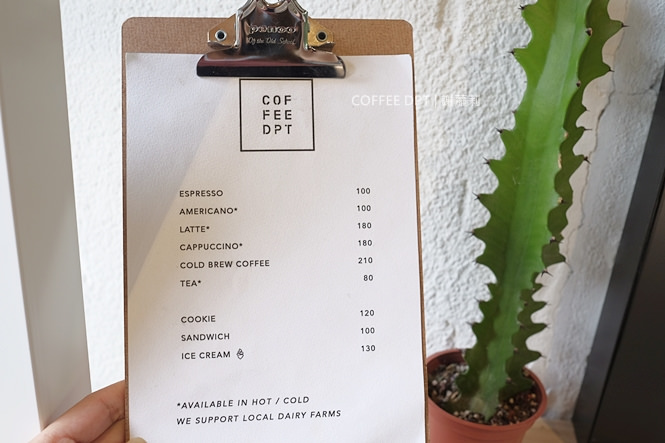 penco
COFFEE DPT
COF
FEE
DPT
ESPRESSO 100
AMERICANO* 100
LATTE* 180
CAPPUCCINO* 180
COLD BREW COFFEE 210
TEA* 80
COOKIE 120
SANDWICH 100
ICE CREAM 130
*AVAILABLE IN HOT / COLD
WE SUPPORT LOCAL DAIRY FARMS